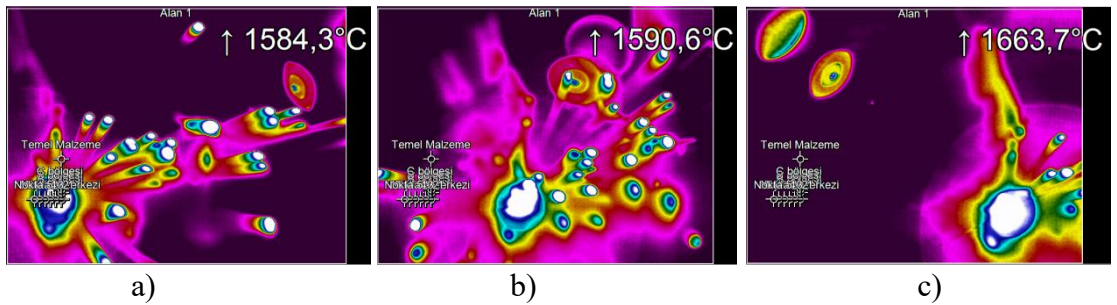 Alan 1
↑ 1584,3°C
Temel Malzeme
Alan 1
↑ 1590,6°C
Temel Malzeme
Alan 1
↑ 1663,7°C
Temel Malzeme
a)
b)
c)